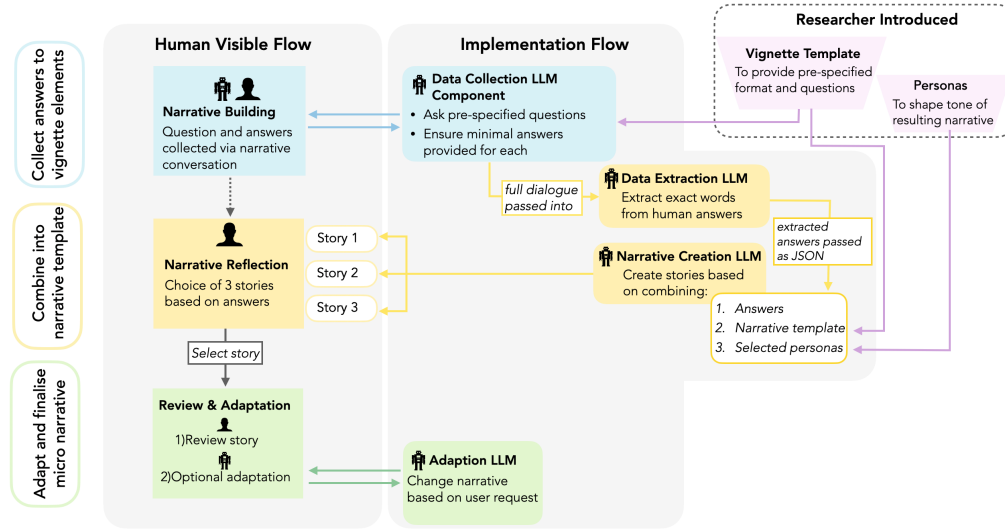 Researcher Introduced
Human Visible Flow
Implementation Flow
Collect answers to
vignette elements
Combine into
narrative template
Adapt and finalise
micro narrative
Narrative Building
Question and answers
collected via narrative
conversation
Data Collection LLM
Component
• Ask pre-specified questions
• Ensure minimal answers
provided for each
Vignette Template
To provide pre-specified
format and questions
Personas
To shape tone of
resulting narrative
full dialogue
passed into
Data Extraction LLM
Extract exact words
from human answers
extracted
answers passed
as JSON
Narrative Reflection
Choice of 3 stories
based on answers
Story 1
Story 2
Story 3
Narrative Creation LLM
Create stories based
on combining:
1. Answers
2. Narrative template
3. Selected personas
Select story
Review & Adaptation
1)Review story
2)Optional adaptation
Adaption LLM
Change narrative
based on user request